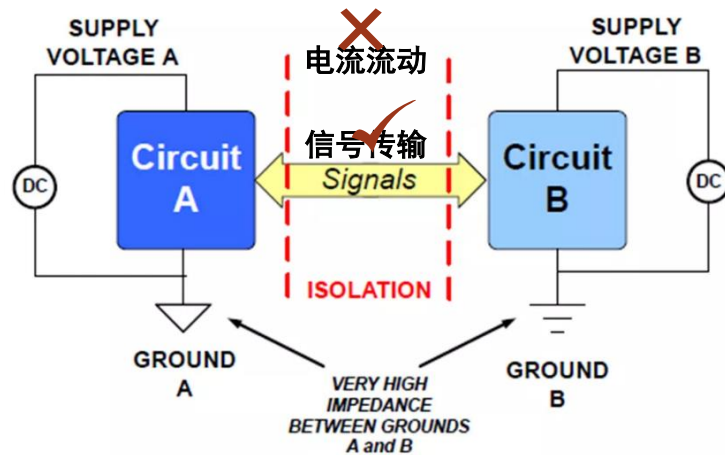 SUPPLY
VOLTAGE A
电流流动
SUPPLY
VOLTAGE B
Circuit
A
信号传输
Signals
Circuit
B
DC
DC
ISOLATION
GROUND
A
GROUND
B
VERY HIGH
IMPEDANCE
BETWEEN GROUNDS
A and B